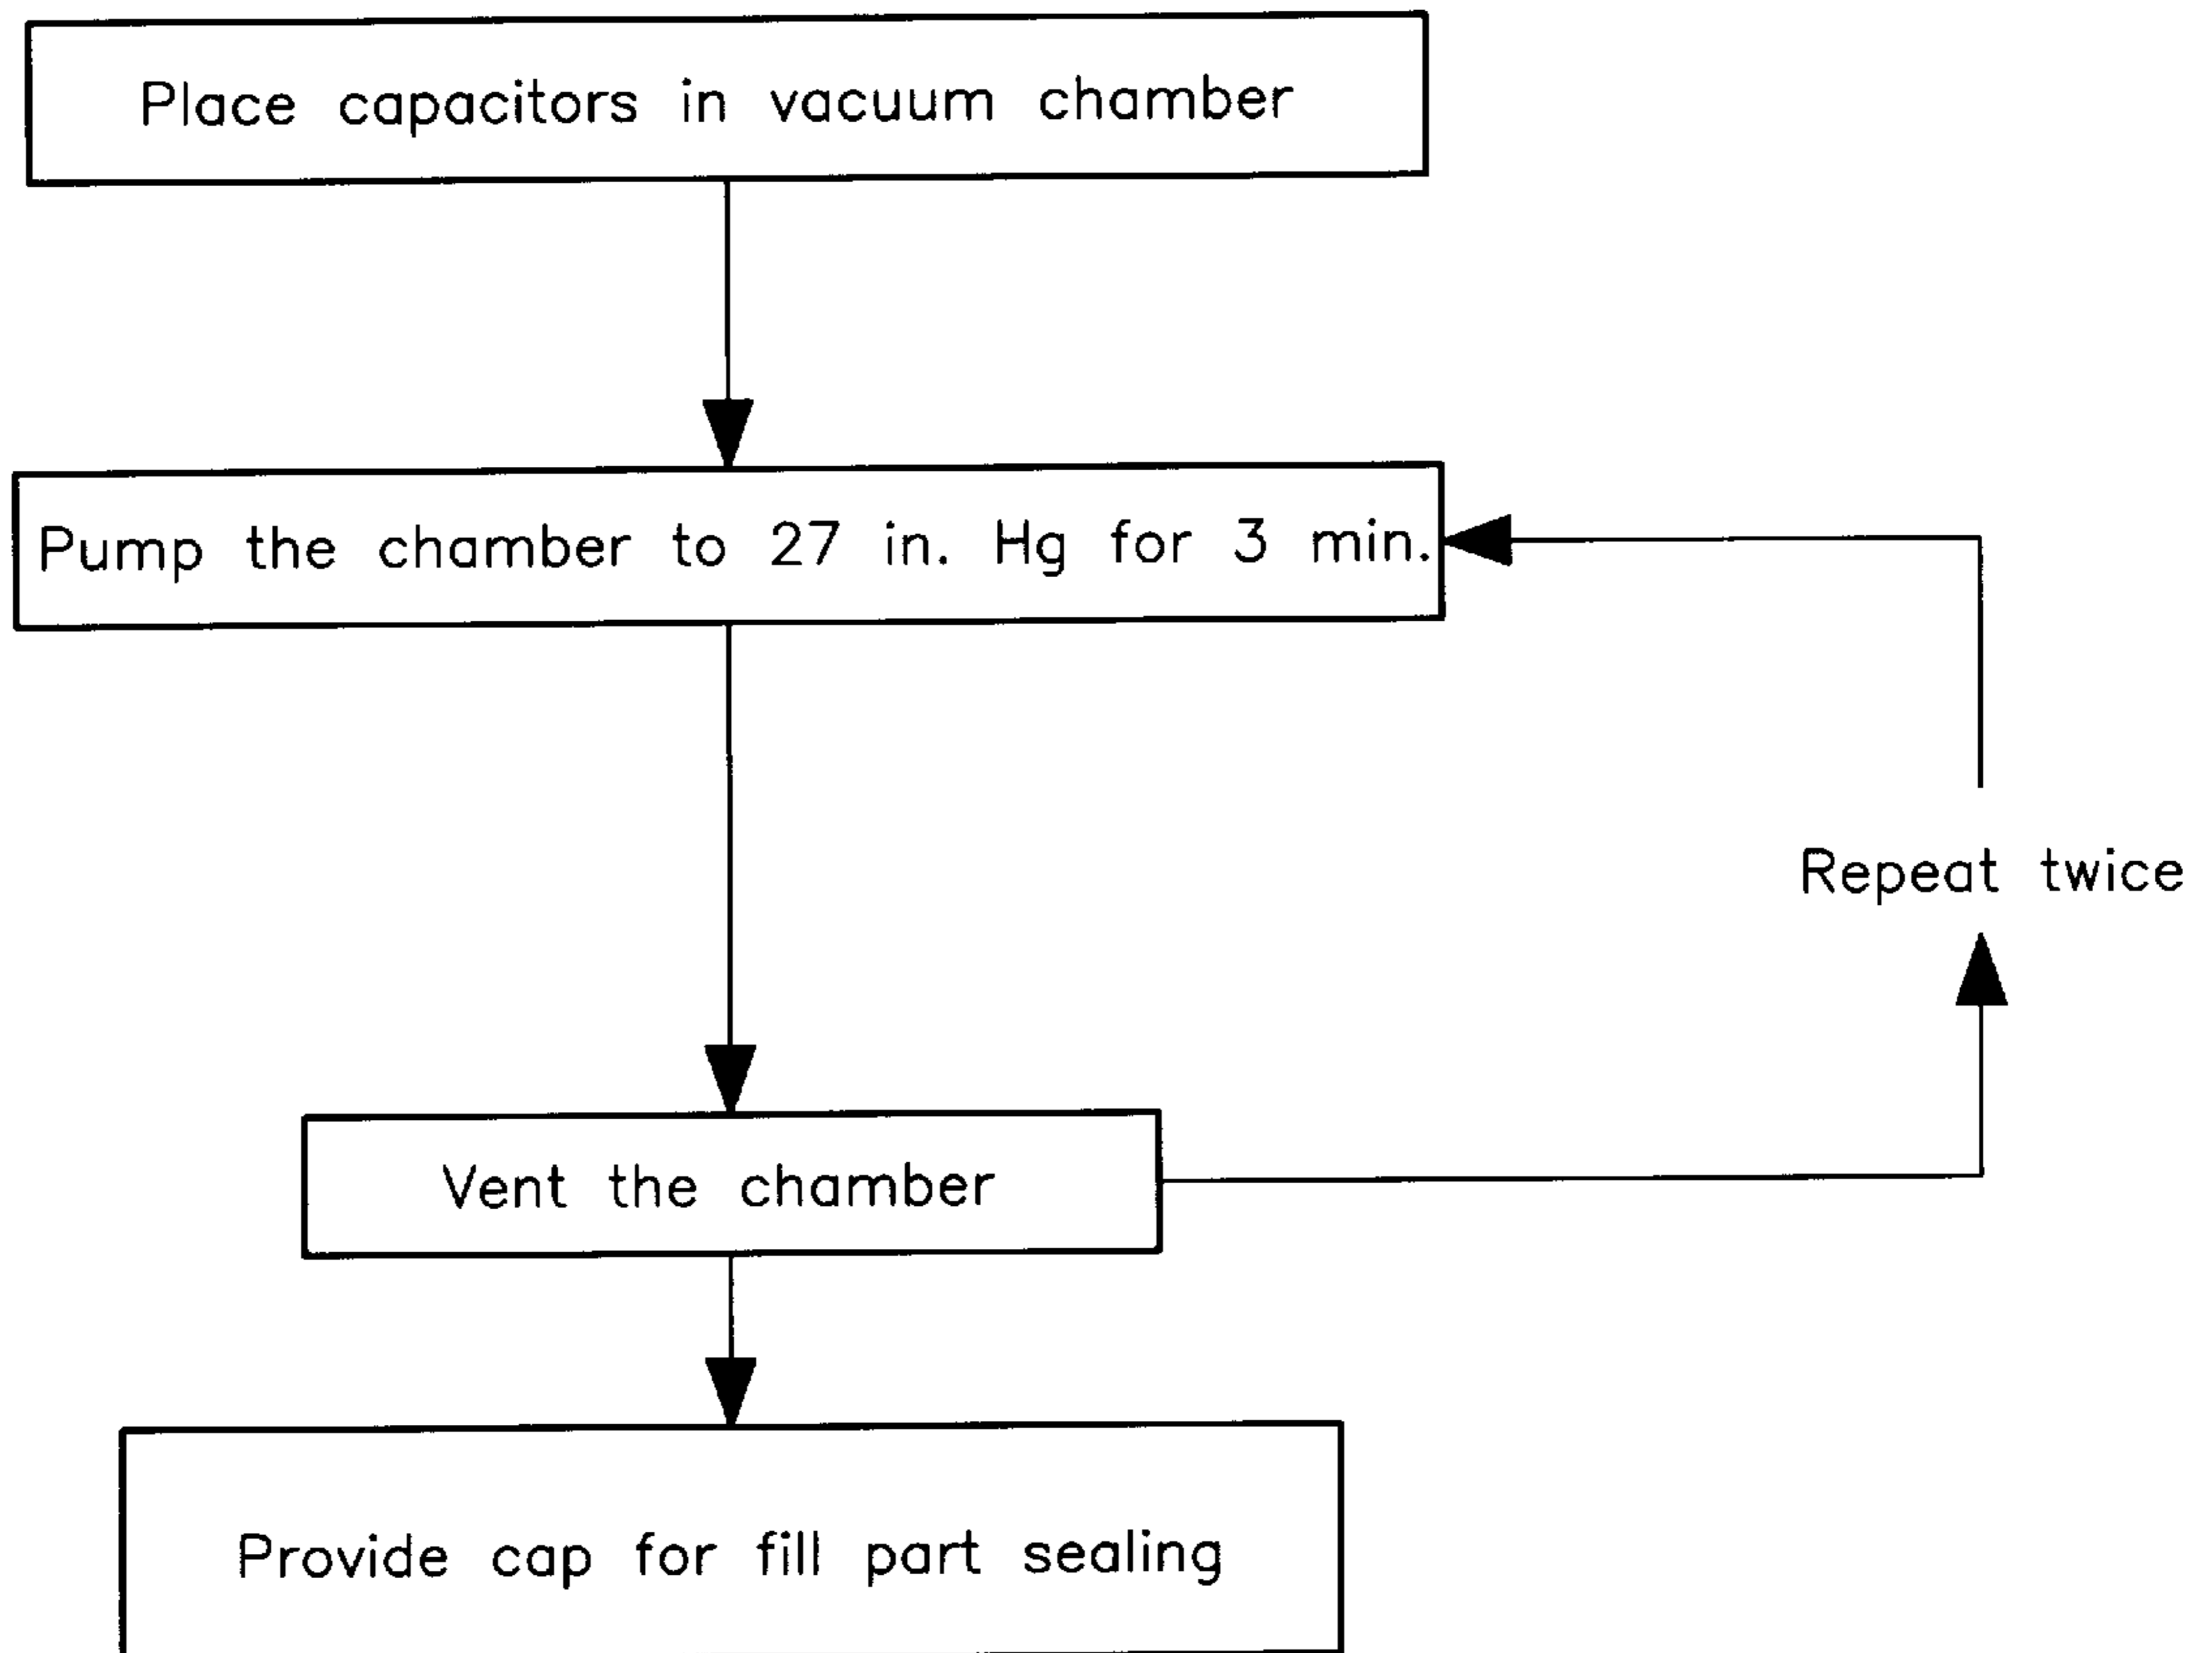 Place capacitors in vacuum chamber
Pump the chamber to 27 in. Hg for 3 min.
Repeat twice
Vent the chamber
Provide cap for fill part sealing